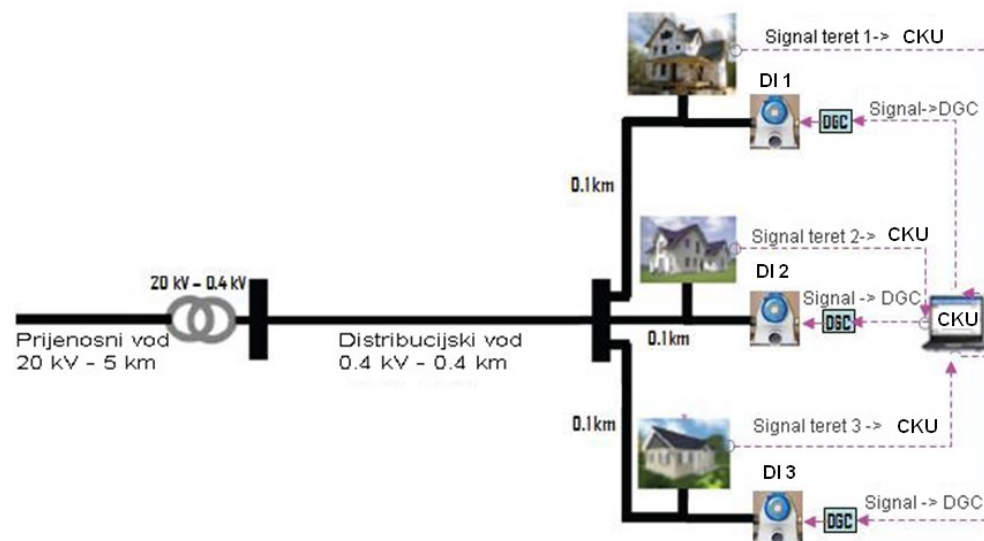 Signal teret 1-> CKU
DI 1
Signal->DGC
DGC
0.1km
Signal teret 2-> CKU
20 kV - 0.4 kV
DI 2
Signal -> DGC
DGC
CKU
Prijenosni vod
20 kV - 5 km
Distribucijski vod
0.4 kV - 0.4 km
0.1km
0.1km
Signal teret 3 -> CKU
DI 3
Signal -> DGC
DGC